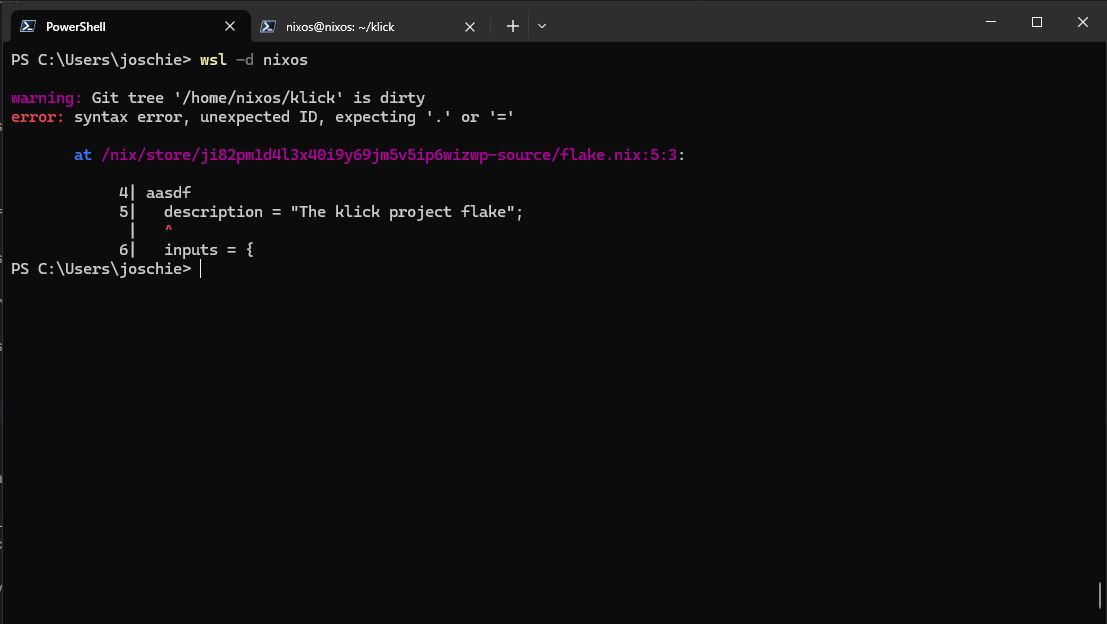 PowerShell
nixos@nixos: ~/klick
PS C:\Users\joschie> wsl -d nixos
warning: Git tree '/home/nixos/klick' is dirty
error: syntax error, unexpected ID, expecting '.' or '='
at /nix/store/ji82pm1d4l3x40i9y69jm5v5ip6wizwp-source/flake.nix:5:3:
4| aasdf
5|   description = "The klick project flake";
|   ^
6|   inputs = {
PS C:\Users\joschie>